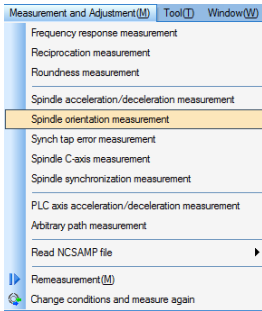 Measurement and Adjustment(M) Tool(T) Window(W)
Frequency response measurement
Reciprocation measurement
Roundness measurement
Spindle acceleration/deceleration measurement
Spindle orientation measurement
Synch tap error measurement
Spindle C-axis measurement
Spindle synchronization measurement
PLC axis acceleration/deceleration measurement
Arbitrary path measurement
Read NCSAMP file
Remeasurement(M)
Change conditions and measure again